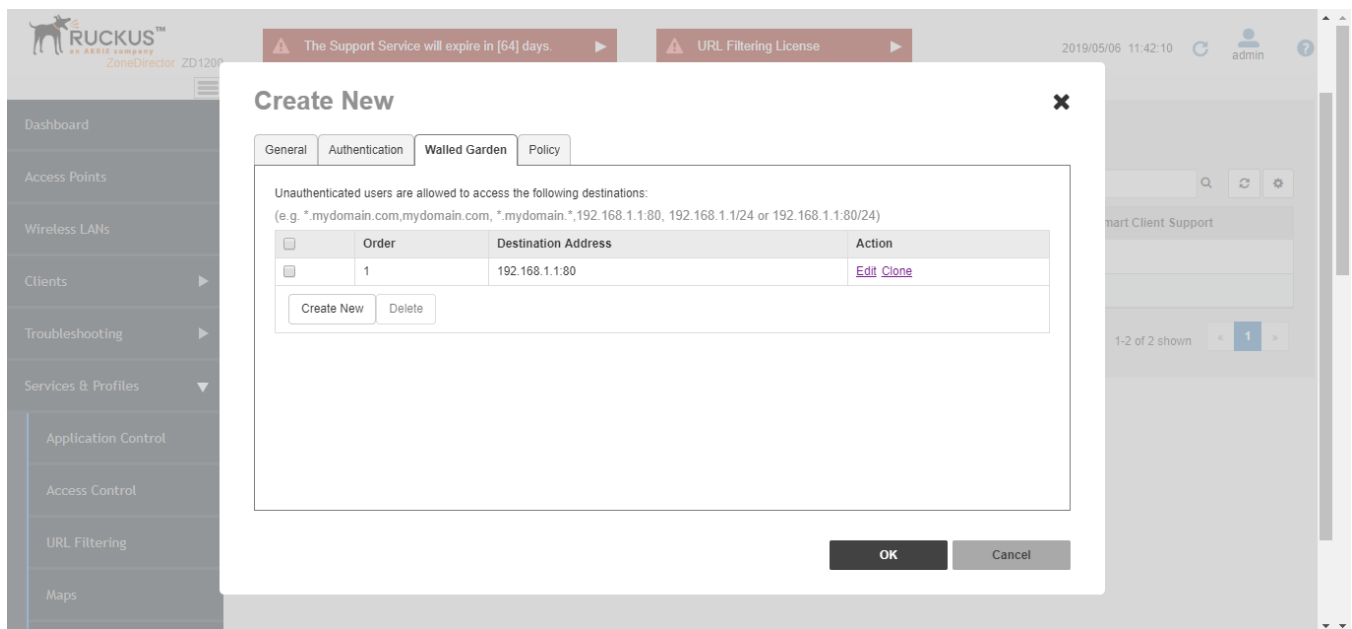 RUCKUS™
an ARRIS company
ZoneDirector ZD1200
The Support Service will expire in [64] days.
URL Filtering License
2019/05/06 11:42:10
admin
?
Dashboard
Access Points
Wireless LANs
Clients
Troubleshooting
Services & Profiles
Application Control
Access Control
URL Filtering
Maps
Create New
General
Authentication
Walled Garden
Policy
Unauthenticated users are allowed to access the following destinations:
(e.g. *.mydomain.com,mydomain.com, *.mydomain.*,192.168.1.1:80, 192.168.1.1/24 or 192.168.1.1:80/24)
Order Destination Address Action
1 192.168.1.1:80 Edit Clone
Create New Delete
OK Cancel
mart Client Support
1-2 of 2 shown « 1 »